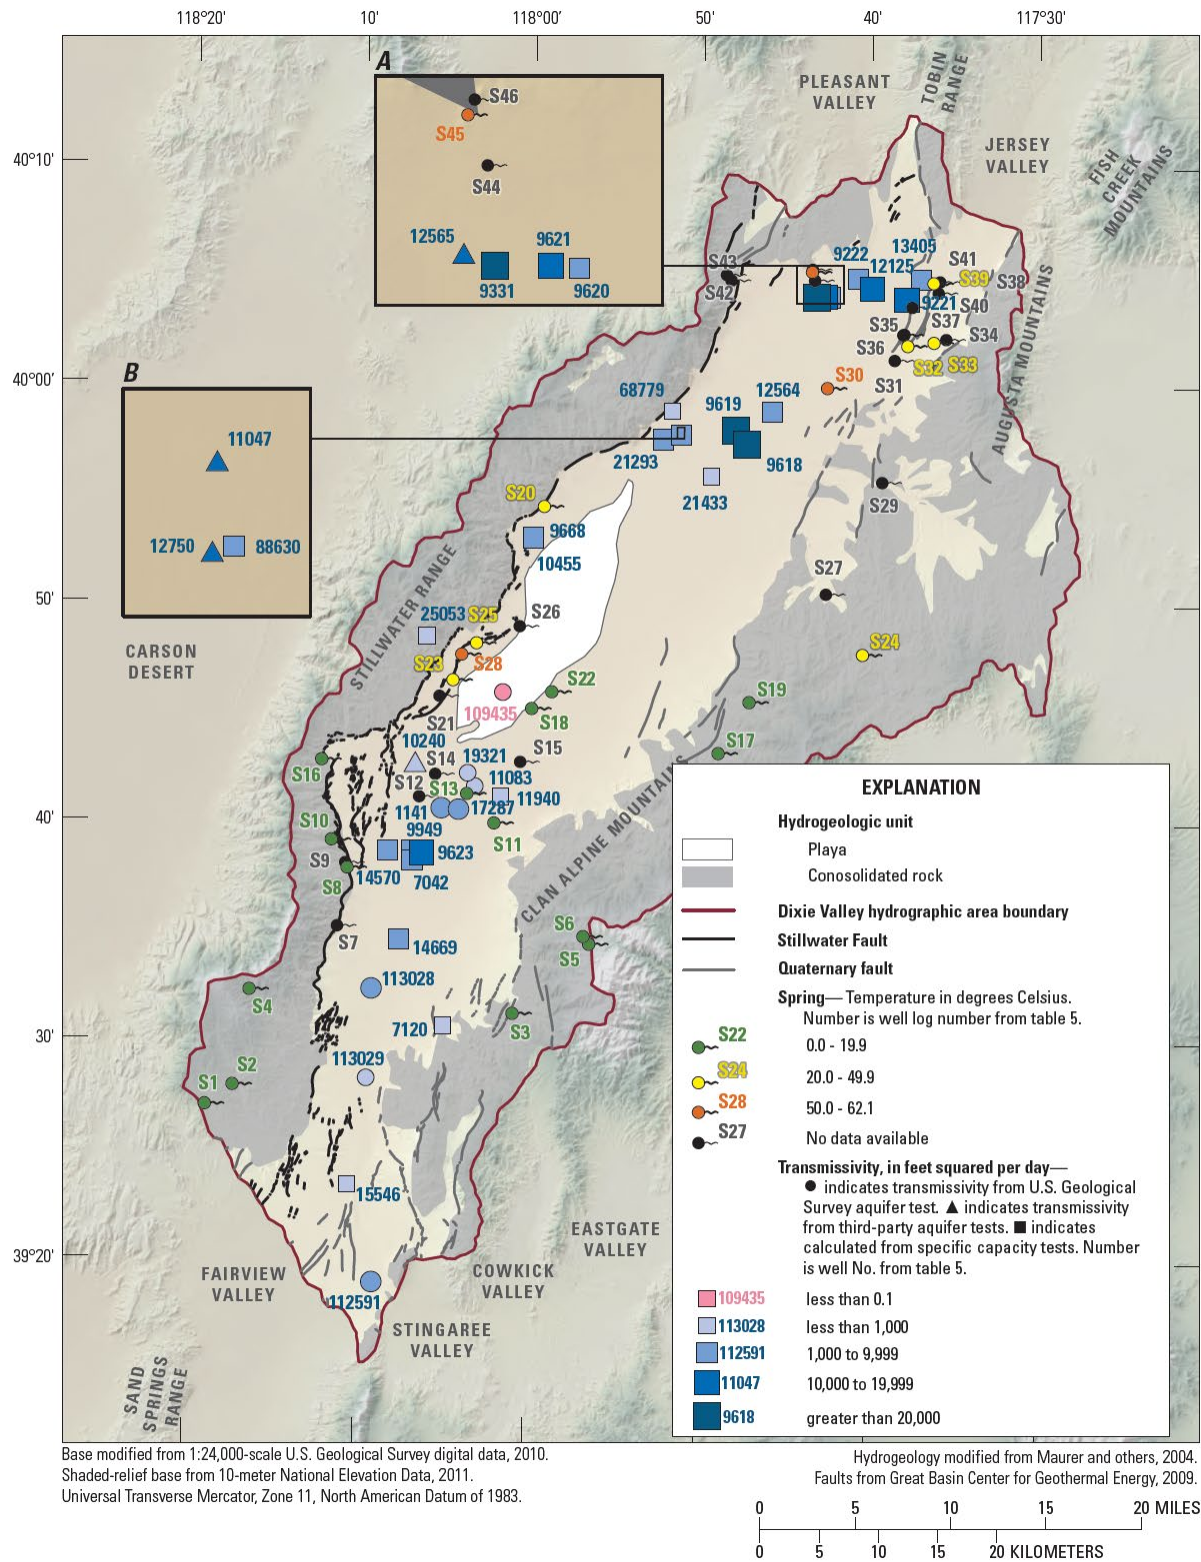 118°20'
10'
118°00'
50'
40'
117°30'
40°10'
40°00'
50'
40'
30'
39°20'
A
S46
S45
S44
12565
9621
9331
9620
B
11047
12750
88630
PLEASANT
VALLEY
TOBIN
RANGE
JERSEY
VALLEY
FISH
CREEK
MOUNTAINS
S43
S42
9222
13405
12125
S41
S39
S38
9221
S40
S37
S35
S36
S34
S32
S33
S31
AUGUSTA MOUNTAINS
S30
68779
9619
12564
21293
9618
21433
S29
S20
9668
10455
S27
STILLWATER RANGE
25053
S25
S26
S24
CARSON
DESERT
S23
S28
S22
109435
S19
S21
S18
10240
S14
19321
S15
S17
S16
S12
S13
11083
11940
1141
17287
S10
9949
S11
S9
9623
S8
14570
7042
CLAN ALPINE MOUNTAINS
S7
14669
S6
S5
113028
S4
7120
S3
113029
S2
S1
15546
EASTGATE
VALLEY
FAIRVIEW
VALLEY
COWKICK
VALLEY
112591
STINGAREE
VALLEY
SAND
SPRINGS
RANGE
EXPLANATION
Hydrogeologic unit
Playa
Conosolidated rock
Dixie Valley hydrographic area boundary
Stillwater Fault
Quaternary fault
Spring— Temperature in degrees Celsius.
Number is well log number from table 5.
S22
0.0 - 19.9
S24
20.0 - 49.9
S28
50.0 - 62.1
S27
No data available
Transmissivity, in feet squared per day—
● indicates transmissivity from U.S. Geological
Survey aquifer test. ▲ indicates transmissivity
from third-party aquifer tests. ■ indicates
calculated from specific capacity tests. Number
is well No. from table 5.
109435 less than 0.1
113028 less than 1,000
112591 1,000 to 9,999
11047 10,000 to 19,999
9618 greater than 20,000
Base modified from 1:24,000-scale U.S. Geological Survey digital data, 2010.
Shaded-relief base from 10-meter National Elevation Data, 2011.
Universal Transverse Mercator, Zone 11, North American Datum of 1983.
Hydrogeology modified from Maurer and others, 2004.
Faults from Great Basin Center for Geothermal Energy, 2009.
0 5 10 15 20 MILES
0 5 10 15 20 KILOMETERS